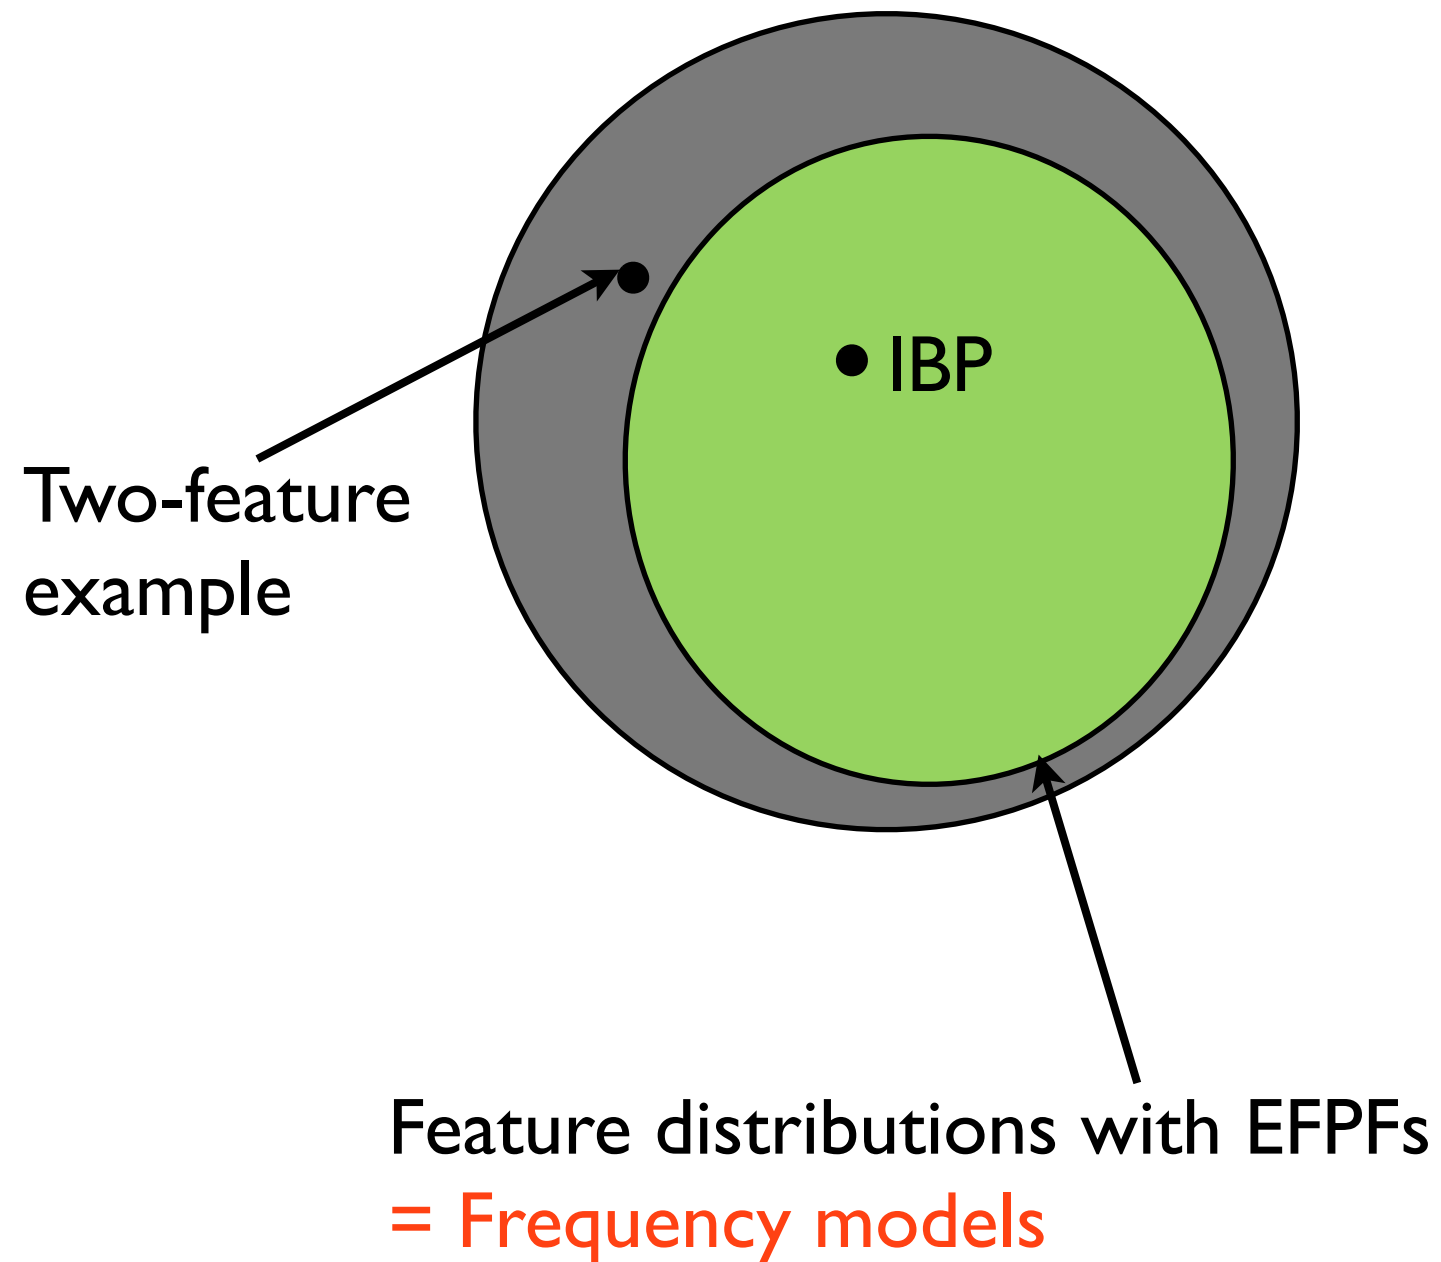 IBP
Two-feature
example
Feature distributions with EFPFs
= Frequency models